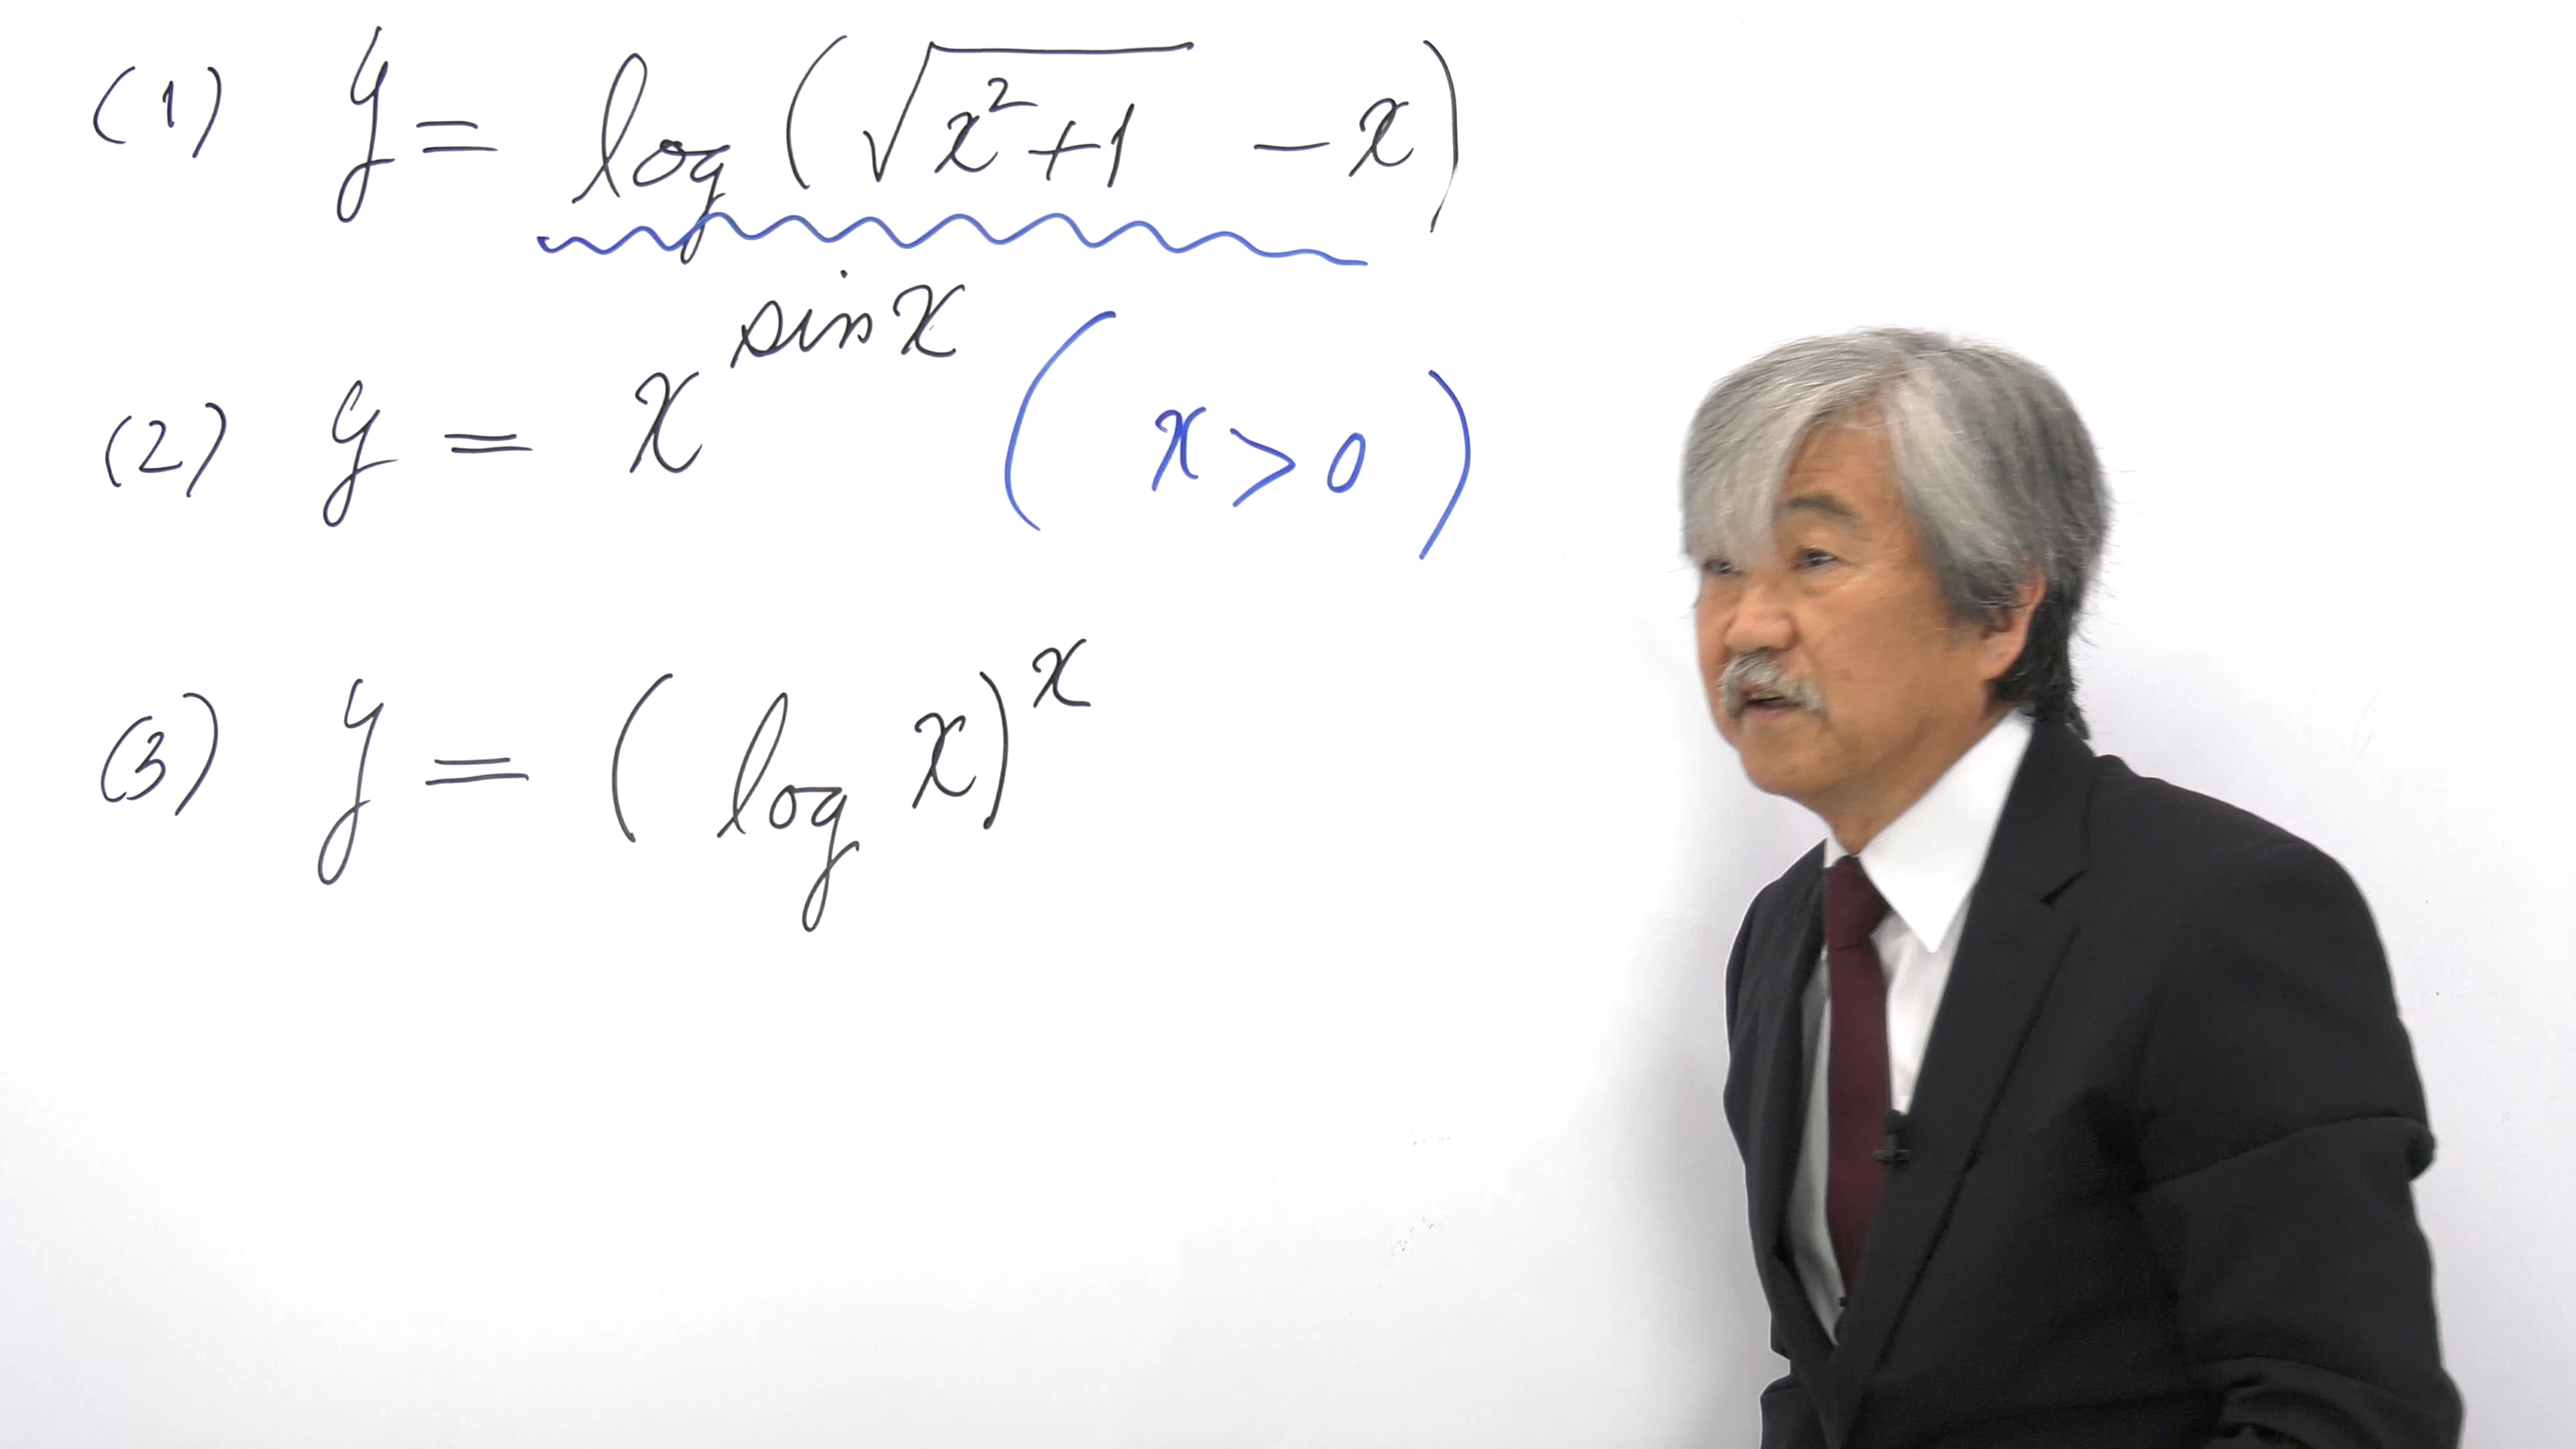 (1) y = log(√(x²+1) − x)
(2) y = x^(sin x) (x > 0)
(3) y = (log x)^x